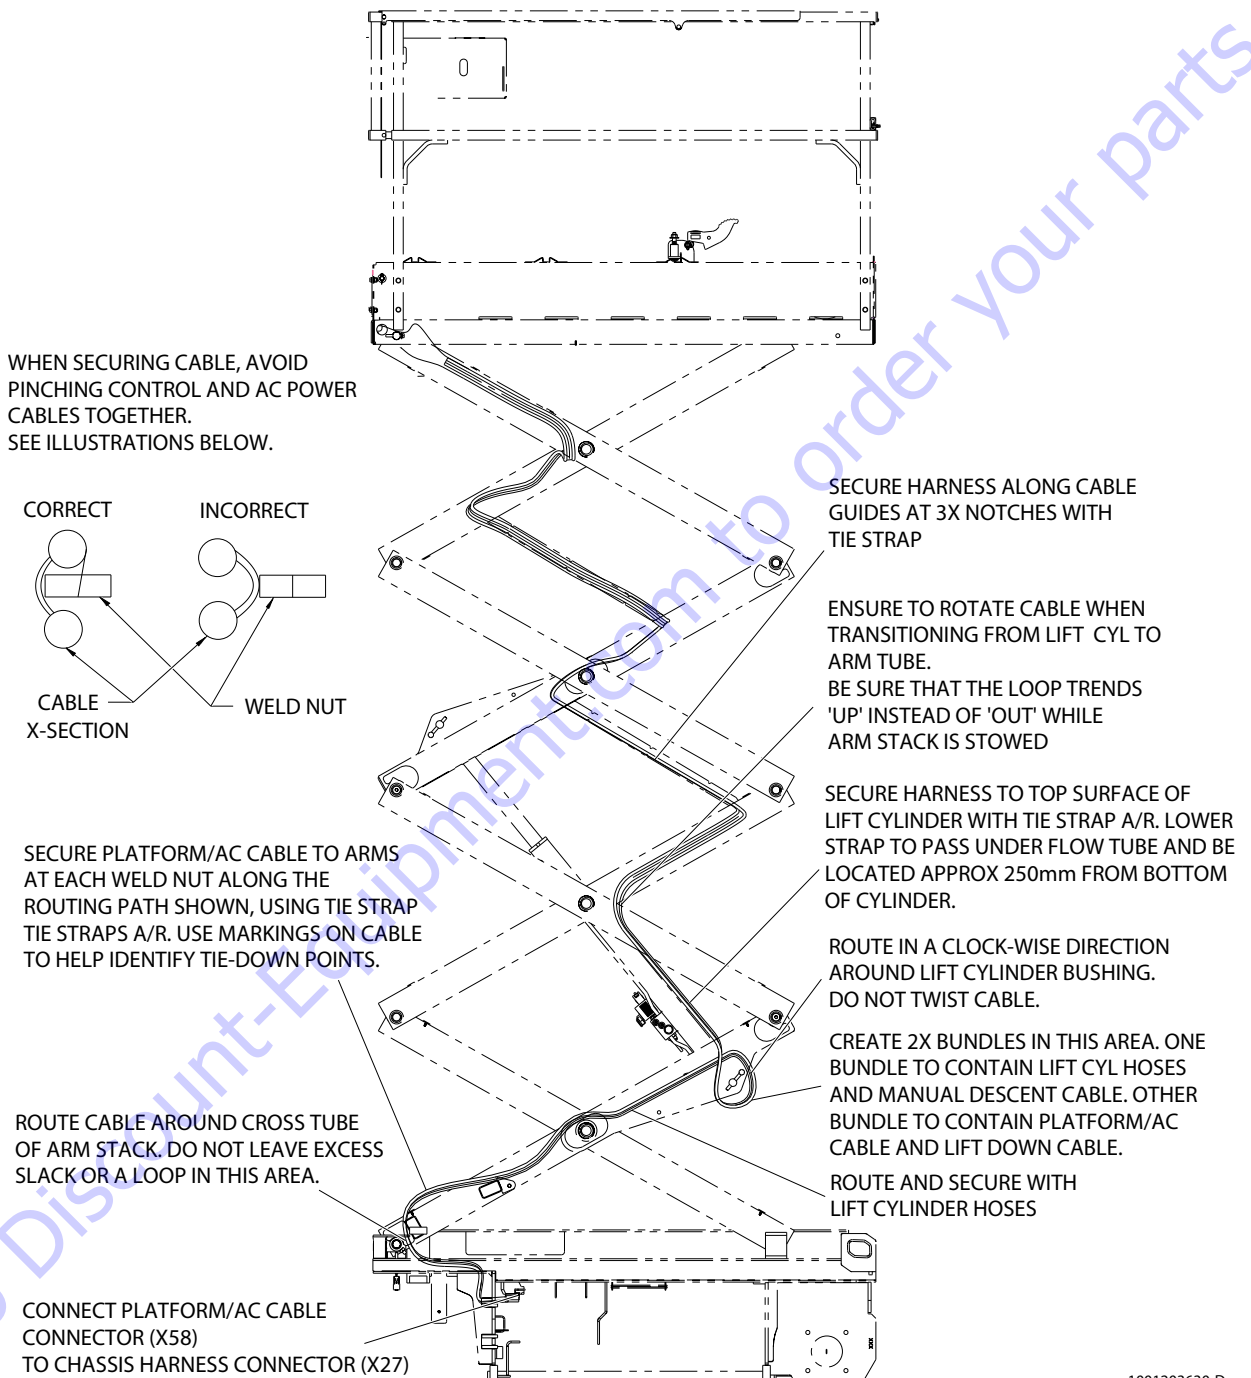 WHEN SECURING CABLE, AVOID
PINCHING CONTROL AND AC POWER
CABLES TOGETHER.
SEE ILLUSTRATIONS BELOW.
CORRECT
INCORRECT
CABLE
X-SECTION
WELD NUT
SECURE HARNESS ALONG CABLE
GUIDES AT 3X NOTCHES WITH
TIE STRAP
ENSURE TO ROTATE CABLE WHEN
TRANSITIONING FROM LIFT CYL TO
ARM TUBE.
BE SURE THAT THE LOOP TRENDS
'UP' INSTEAD OF 'OUT' WHILE
ARM STACK IS STOWED
SECURE HARNESS TO TOP SURFACE OF
LIFT CYLINDER WITH TIE STRAP A/R. LOWER
STRAP TO PASS UNDER FLOW TUBE AND BE
LOCATED APPROX 250mm FROM BOTTOM
OF CYLINDER.
SECURE PLATFORM/AC CABLE TO ARMS
AT EACH WELD NUT ALONG THE
ROUTING PATH SHOWN, USING TIE STRAP
TIE STRAPS A/R. USE MARKINGS ON CABLE
TO HELP IDENTIFY TIE-DOWN POINTS.
ROUTE IN A CLOCK-WISE DIRECTION
AROUND LIFT CYLINDER BUSHING.
DO NOT TWIST CABLE.
CREATE 2X BUNDLES IN THIS AREA. ONE
BUNDLE TO CONTAIN LIFT CYL HOSES
AND MANUAL DESCENT CABLE. OTHER
BUNDLE TO CONTAIN PLATFORM/AC
CABLE AND LIFT DOWN CABLE.
ROUTE CABLE AROUND CROSS TUBE
OF ARM STACK. DO NOT LEAVE EXCESS
SLACK OR A LOOP IN THIS AREA.
ROUTE AND SECURE WITH
LIFT CYLINDER HOSES
CONNECT PLATFORM/AC CABLE
CONNECTOR (X58)
TO CHASSIS HARNESS CONNECTOR (X27)
Discount-Equipment.com to order your parts